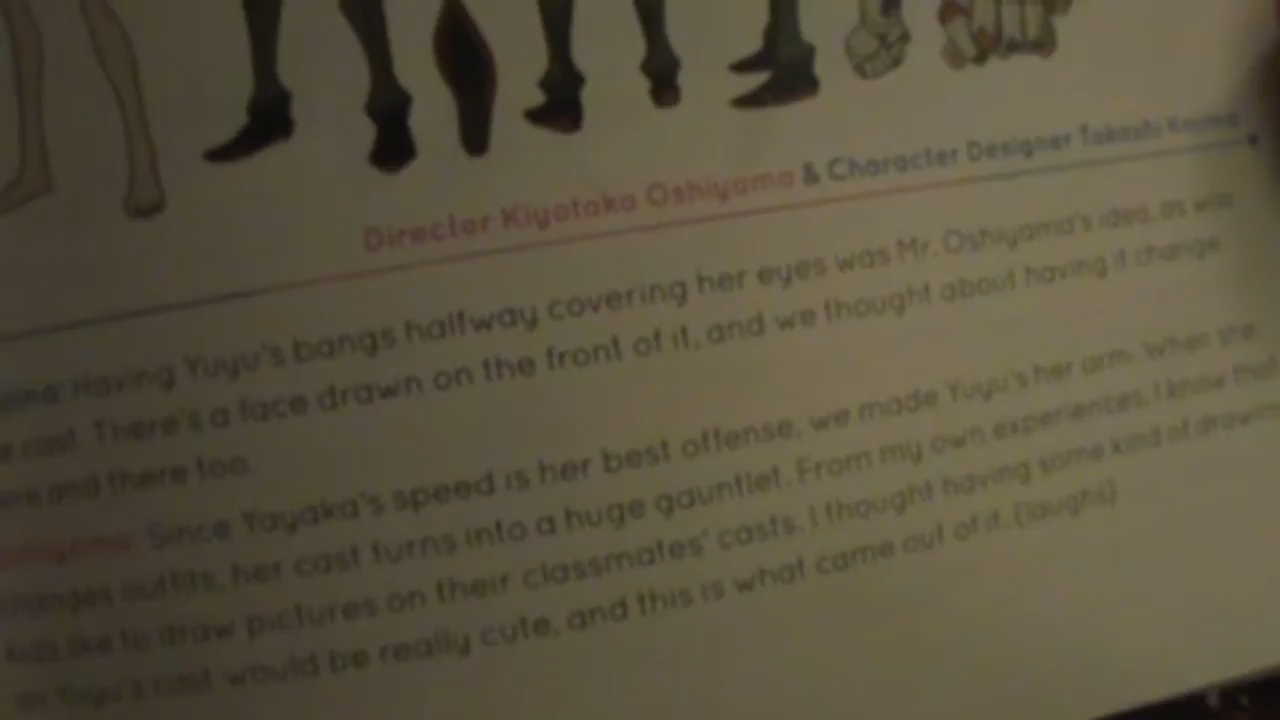 Director Kiyotaka Oshiyama & Character Designer Takashi Kojima
Having Yuyu's bangs halfway covering her eyes was Mr. Oshiyama's idea, as was
cast. There's a face drawn on the front of it, and we thought about having it change
and there too.
Oshiyama: Since Yayaka's speed is her best offense, we made Yuyu's her arm. When she
changes outfits, her cast turns into a huge gauntlet. From my own experiences, I know that
kids like to draw pictures on their classmates' casts. I thought having some kind of drawing
on Yuyu's cast would be really cute, and this is what came out of it. (laughs)